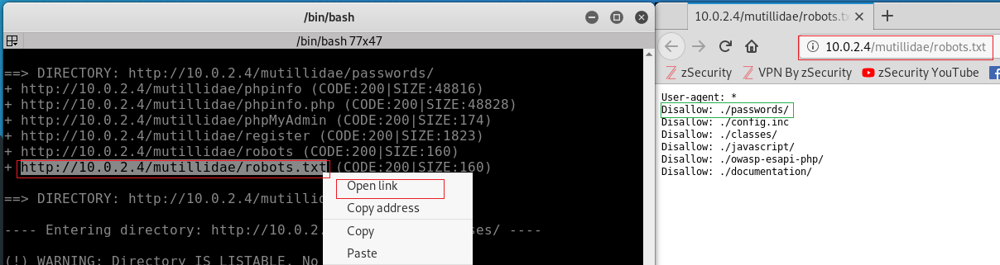 /bin/bash
/bin/bash 77x47
==> DIRECTORY: http://10.0.2.4/mutillidae/passwords/
+ http://10.0.2.4/mutillidae/phpinfo (CODE:200|SIZE:48816)
+ http://10.0.2.4/mutillidae/phpinfo.php (CODE:200|SIZE:48828)
+ http://10.0.2.4/mutillidae/phpMyAdmin (CODE:200|SIZE:174)
+ http://10.0.2.4/mutillidae/register (CODE:200|SIZE:1823)
+ http://10.0.2.4/mutillidae/robots (CODE:200|SIZE:160)
+ http://10.0.2.4/mutillidae/robots.txt (CODE:200|SIZE:160)
==> DIRECTORY: http://10.0.2.4/mutillid
---- Entering directory: http://10.0.2. ses/ ----
(!) WARNING: Directory IS LISTABLE. No
Open link
Copy address
Copy
Paste
10.0.2.4/mutillidae/robots.tx
10.0.2.4/mutillidae/robots.txt
zSecurity VPN By zSecurity zSecurity YouTube
User-agent: *
Disallow: ./passwords/
Disallow: ./config.inc
Disallow: ./classes/
Disallow: ./javascript/
Disallow: ./owasp-esapi-php/
Disallow: ./documentation/